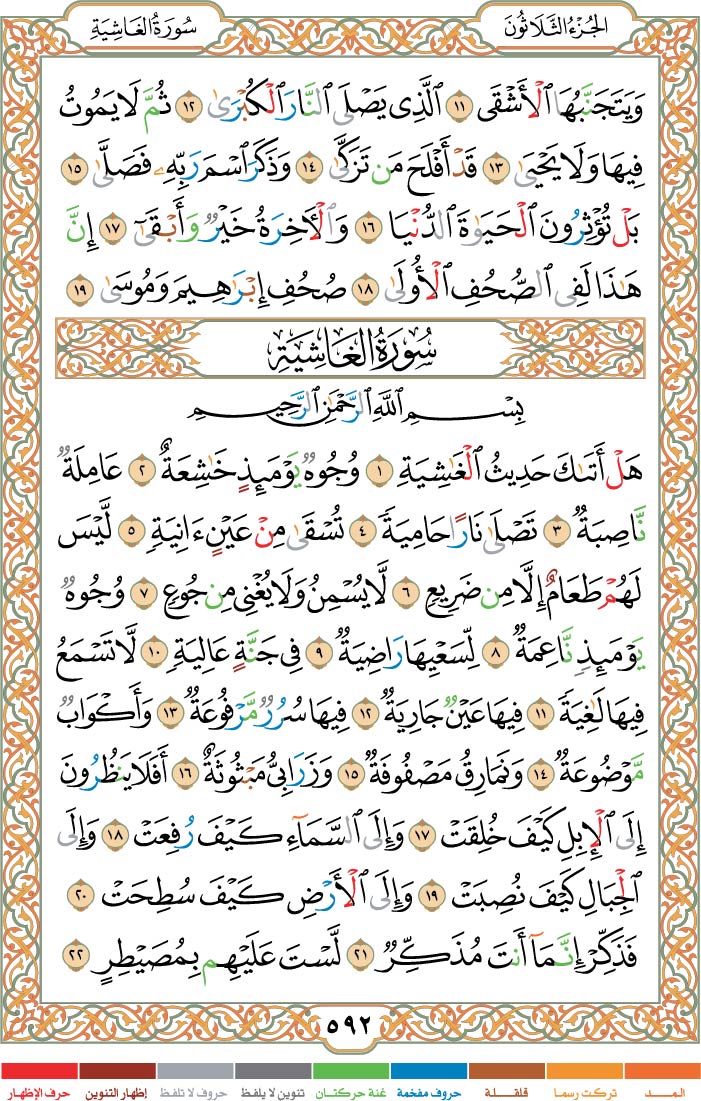 سُورَةُ الغَاشِيَةِ الجُزْءُ الثَّلَاثُونَ
وَيَتَجَنَّبُهَا ٱلْأَشْقَى ١١ ٱلَّذِى يَصْلَى ٱلنَّارَ ٱلْكُبْرَىٰ ١٢ ثُمَّ لَا يَمُوتُ
فِيهَا وَلَا يَحْيَىٰ ١٣ قَدْ أَفْلَحَ مَن تَزَكَّىٰ ١٤ وَذَكَرَ ٱسْمَ رَبِّهِۦ فَصَلَّىٰ ١٥
بَلْ تُؤْثِرُونَ ٱلْحَيَوٰةَ ٱلدُّنْيَا ١٦ وَٱلْأَخِرَةُ خَيْرٌ وَأَبْقَىٰٓ ١٧ إِنَّ
هَٰذَا لَفِى ٱلصُّحُفِ ٱلْأُولَىٰ ١٨ صُحُفِ إِبْرَٰهِيمَ وَمُوسَىٰ ١٩
سُورَةُ الغَاشِيَةِ
بِسْمِ ٱللَّهِ ٱلرَّحْمَٰنِ ٱلرَّحِيمِ
هَلْ أَتَىٰكَ حَدِيثُ ٱلْغَٰشِيَةِ ١ وُجُوهٌ يَوْمَئِذٍ خَٰشِعَةٌ ٢ عَامِلَةٌ
نَّاصِبَةٌ ٣ تَصْلَىٰ نَارًا حَامِيَةً ٤ تُسْقَىٰ مِنْ عَيْنٍ ءَانِيَةٍ ٥ لَّيْسَ
لَهُمْ طَعَامٌ إِلَّا مِن ضَرِيعٍ ٦ لَّا يُسْمِنُ وَلَا يُغْنِى مِن جُوعٍ ٧ وُجُوهٌ
يَوْمَئِذٍ نَّاعِمَةٌ ٨ لِّسَعْيِهَا رَاضِيَةٌ ٩ فِى جَنَّةٍ عَالِيَةٍ ١٠ لَّا تَسْمَعُ
فِيهَا لَٰغِيَةً ١١ فِيهَا عَيْنٌ جَارِيَةٌ ١٢ فِيهَا سُرُرٌ مَّرْفُوعَةٌ ١٣ وَأَكْوَابٌ
مَّوْضُوعَةٌ ١٤ وَنَمَارِقُ مَصْفُوفَةٌ ١٥ وَزَرَابِىُّ مَبْثُوثَةٌ ١٦ أَفَلَا يَنظُرُونَ
إِلَى ٱلْإِبِلِ كَيْفَ خُلِقَتْ ١٧ وَإِلَى ٱلسَّمَآءِ كَيْفَ رُفِعَتْ ١٨ وَإِلَى
ٱلْجِبَالِ كَيْفَ نُصِبَتْ ١٩ وَإِلَى ٱلْأَرْضِ كَيْفَ سُطِحَتْ ٢٠
فَذَكِّرْ إِنَّمَآ أَنتَ مُذَكِّرٌ ٢١ لَّسْتَ عَلَيْهِم بِمُصَيْطِرٍ ٢٢
٥٩٢
المــد تركت رسما قلقلة حروف مفخمة غنة حركتان تنوين لا يلفظ حروف لا تلفظ إظهار التنوين حرف الإظهار